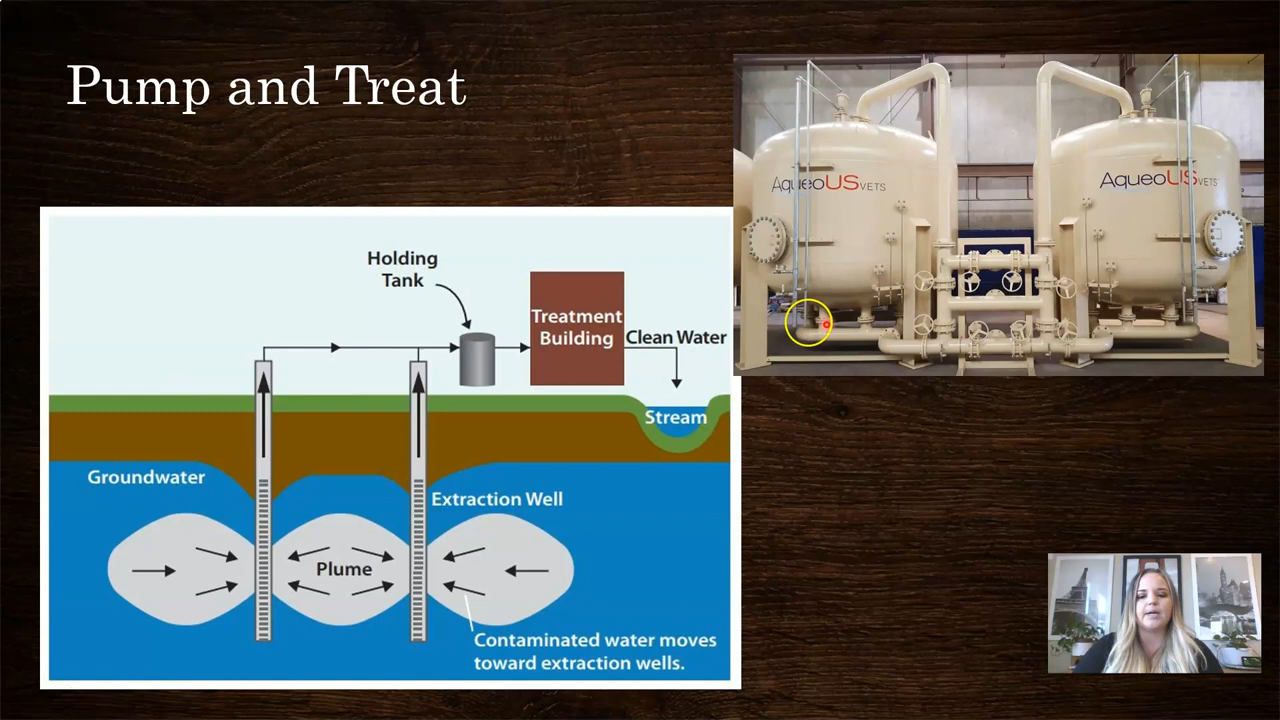 Pump and Treat
AqueoUS VETS
AqueoUS VETS
Holding
Tank
Treatment
Building
Clean Water
Stream
Groundwater
Extraction Well
Plume
Contaminated water moves
toward extraction wells.